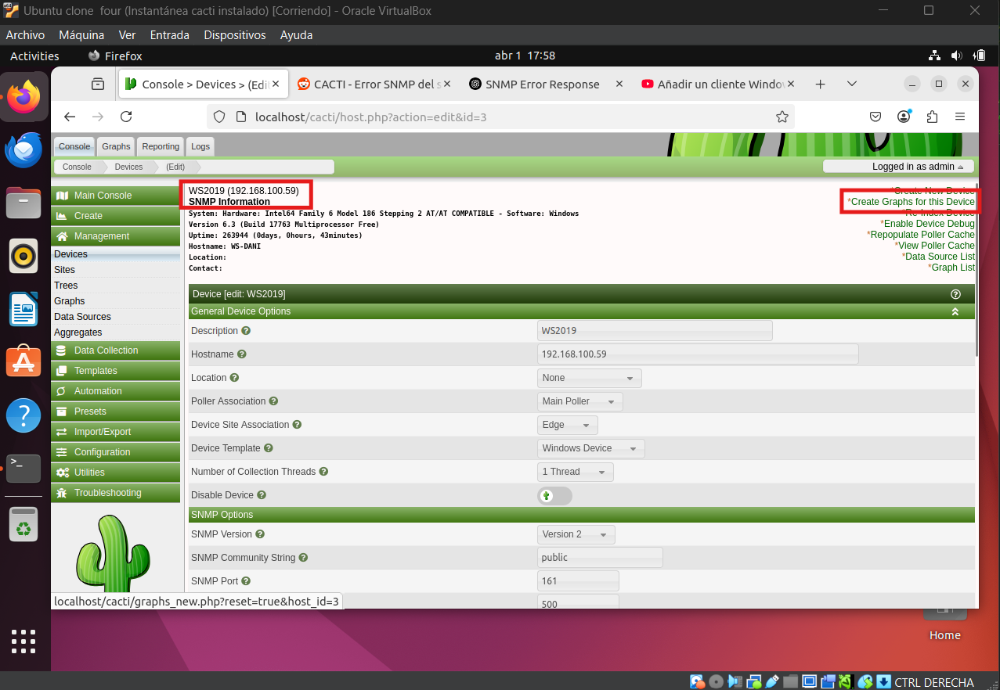 Ubuntu clone  four (Instantánea cacti instalado) [Corriendo] - Oracle VirtualBox
Archivo Máquina Ver Entrada Dispositivos Ayuda
Activities Firefox abr 1 17:58
Console > Devices > (Edi CACTI - Error SNMP del s SNMP Error Response Añadir un cliente Windo
localhost/cacti/host.php?action=edit&id=3
Console Graphs Reporting Logs
Console Devices (Edit) Logged in as admin
Main Console
Create
Management
Devices
Sites
Trees
Graphs
Data Sources
Aggregates
Data Collection
Templates
Automation
Presets
Import/Export
Configuration
Utilities
Troubleshooting
WS2019 (192.168.100.59)
SNMP Information
System: Hardware: Intel64 Family 6 Model 186 Stepping 2 AT/AT COMPATIBLE - Software: Windows
Version 6.3 (Build 17763 Multiprocessor Free)
Uptime: 263944 (0days, 0hours, 43minutes)
Hostname: WS-DANI
Location:
Contact:
*Create New Device
*Create Graphs for this Device
*Re-Index Device
*Enable Device Debug
*Repopulate Poller Cache
*View Poller Cache
*Data Source List
*Graph List
Device [edit: WS2019]
General Device Options
Description WS2019
Hostname 192.168.100.59
Location None
Poller Association Main Poller
Device Site Association Edge
Device Template Windows Device
Number of Collection Threads 1 Thread
Disable Device
SNMP Options
SNMP Version Version 2
SNMP Community String public
SNMP Port 161
500
localhost/cacti/graphs_new.php?reset=true&host_id=3
Home
CTRL DERECHA